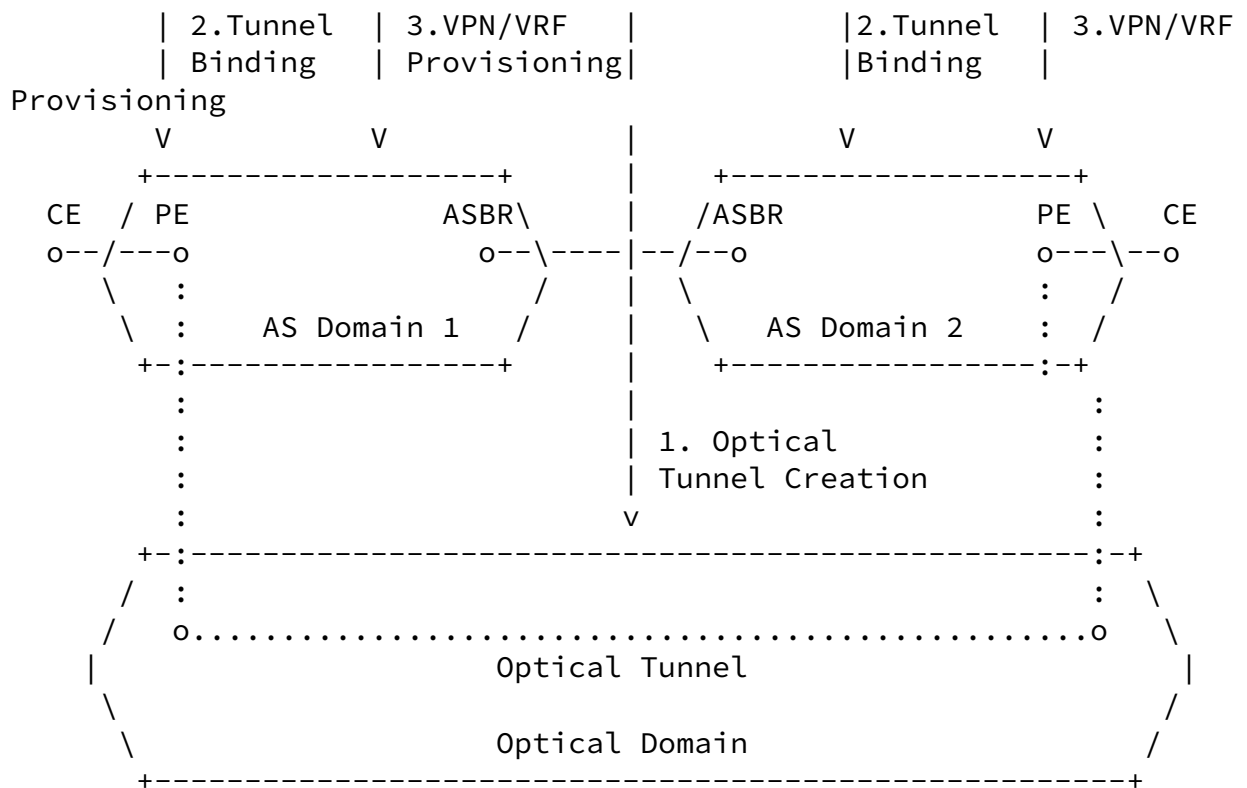 | 2.Tunnel | 3.VPN/VRF | |2.Tunnel | 3.VPN/VRF
| Binding | Provisioning| |Binding |
Provisioning
V V | V V
+-------------------+ | +-------------------+
CE / PE ASBR\ | /ASBR PE \ CE
o--/---o o--\----|--/--o o---\--o
\ : / | \ : /
\ : AS Domain 1 / | \ AS Domain 2 : /
+-:-----------------+ | +-----------------:-+
: | :
: | 1. Optical :
: | Tunnel Creation :
: v :
+-:--------------------------------------------------:-+
/ : : \
/ o..................................................o \
| Optical Tunnel |
\ /
\ Optical Domain /
+------------------------------------------------------+